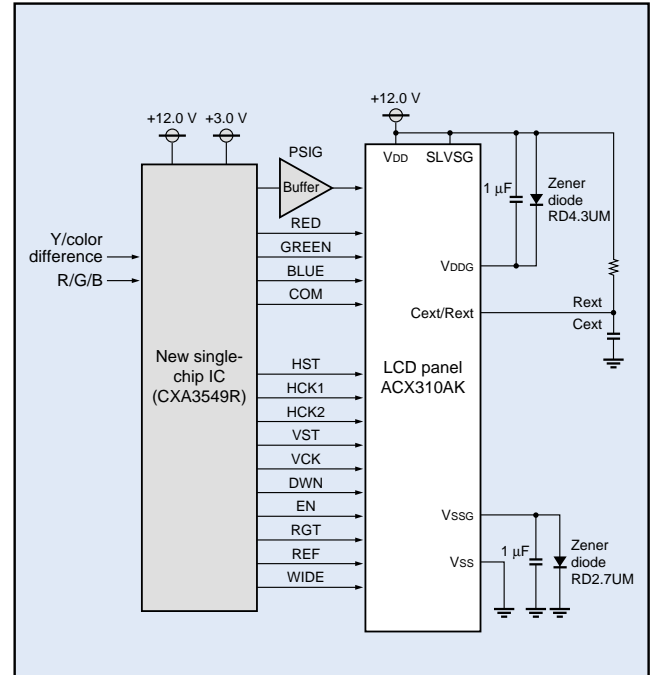 +12.0 V
+12.0 V
+3.0 V
PSIG
Buffer
VDD
SLVSG
1 µF
Zener
diode
RD4.3UM
RED
GREEN
BLUE
COM
Y/color
difference
R/G/B
VDDG
Cext/Rext
Rext
Cext
New single-
chip IC
(CXA3549R)
LCD panel
ACX310AK
HST
HCK1
HCK2
VST
VCK
DWN
EN
RGT
REF
WIDE
VSSG
VSS
1 µF
Zener
diode
RD2.7UM